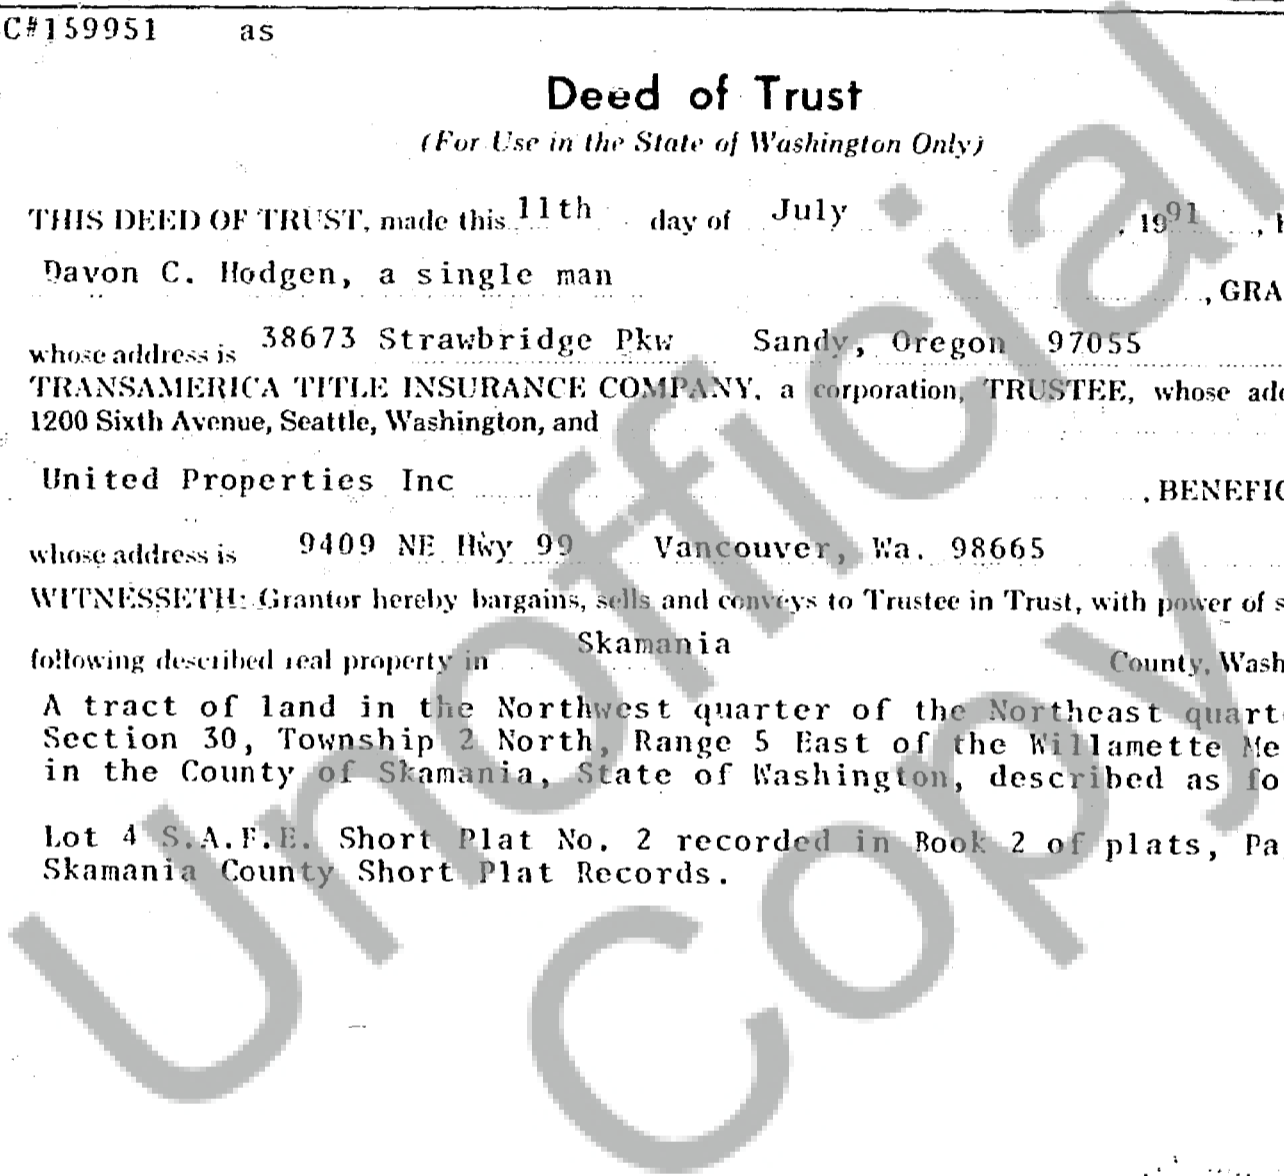 C#159951 as
Deed of Trust
(For Use in the State of Washington Only)
THIS DEED OF TRUST, made this 11th day of July , 1991 ,
Davon C. Hodgen, a single man , GRA
whose address is 38673 Strawbridge Pkw Sandy, Oregon 97055
TRANSAMERICA TITLE INSURANCE COMPANY, a corporation, TRUSTEE, whose add
1200 Sixth Avenue, Seattle, Washington, and
United Properties Inc , BENEFIC
whose address is 9409 NE Hwy 99 Vancouver, Wa. 98665
WITNESSETH: Grantor hereby bargains, sells and conveys to Trustee in Trust, with power of s
following described real property in Skamania County, Wash
A tract of land in the Northwest quarter of the Northeast quart
Section 30, Township 2 North, Range 5 East of the Willamette Me
in the County of Skamania, State of Washington, described as fo
Lot 4 S.A.F.E. Short Plat No. 2 recorded in Book 2 of plats, Pa
Skamania County Short Plat Records.
Unofficial
Copy